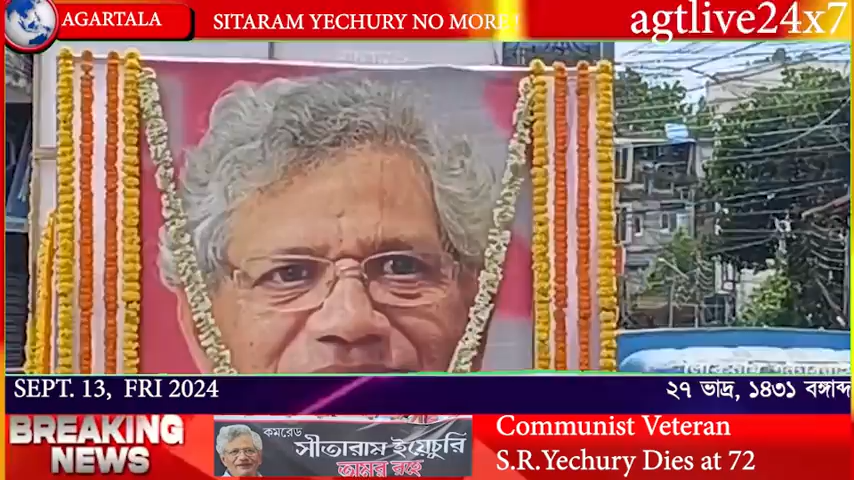 AGARTALA
SITARAM YECHURY NO MORE !
agtlive24x7
SEPT. 13, FRI 2024
২৭ ভাদ্র, ১৪৩১ বঙ্গাব্দ
BREAKING
NEWS
কমরেড
সীতারাম ইয়েচুরি
অমর রহে
Communist Veteran
S.R.Yechury Dies at 72